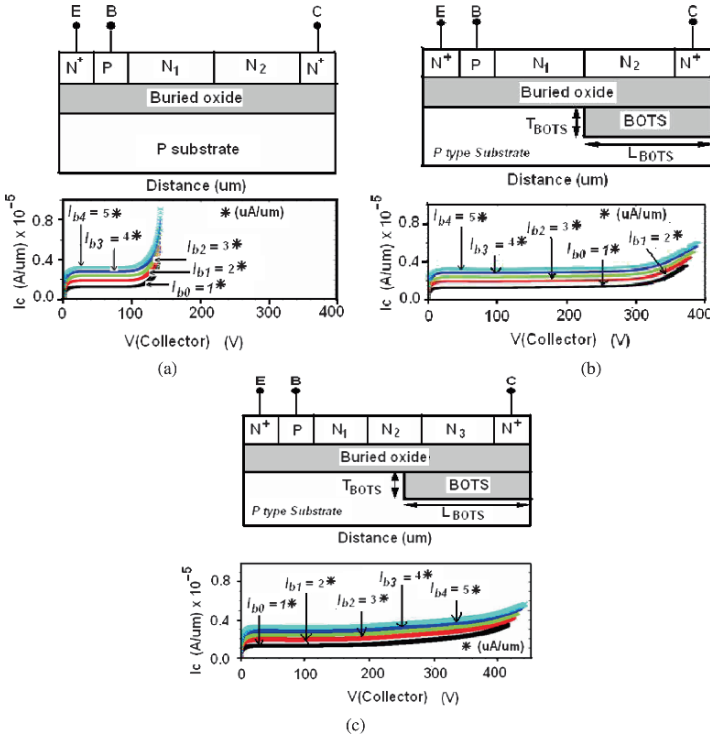 E B C
N+ P N1 N2 N+
Buried oxide
P substrate
Distance (um)
Ic (A/um) x 10⁻⁵
0.8
0.4
0.0
Ib4 = 5* * (uA/um)
Ib3 = 4*
Ib2 = 3*
Ib1 = 2*
Ib0 = 1*
0 100 200 300 400
V(Collector) (V)
(a)
E B C
N+ P N1 N2 N+
Buried oxide
TBOTS BOTS
P type Substrate LBOTS
Distance (um)
Ic (A/um) x 10⁻⁵
0.8
0.4
0.0
* (uA/um)
Ib4 = 5* Ib2 = 3* Ib1 = 2*
Ib3 = 4* Ib0 = 1*
0 100 200 300 400
V(Collector) (V)
(b)
E B C
N+ P N1 N2 N3 N+
Buried oxide
TBOTS BOTS
P type Substrate LBOTS
Distance (um)
Ic (A/um) x 10⁻⁵
0.8
0.4
0.0
Ib1 = 2* Ib3 = 4*
Ib0 = 1* Ib2 = 3* Ib4 = 5*
* (uA/um)
0 100 200 300 400
V(Collector) (V)
(c)